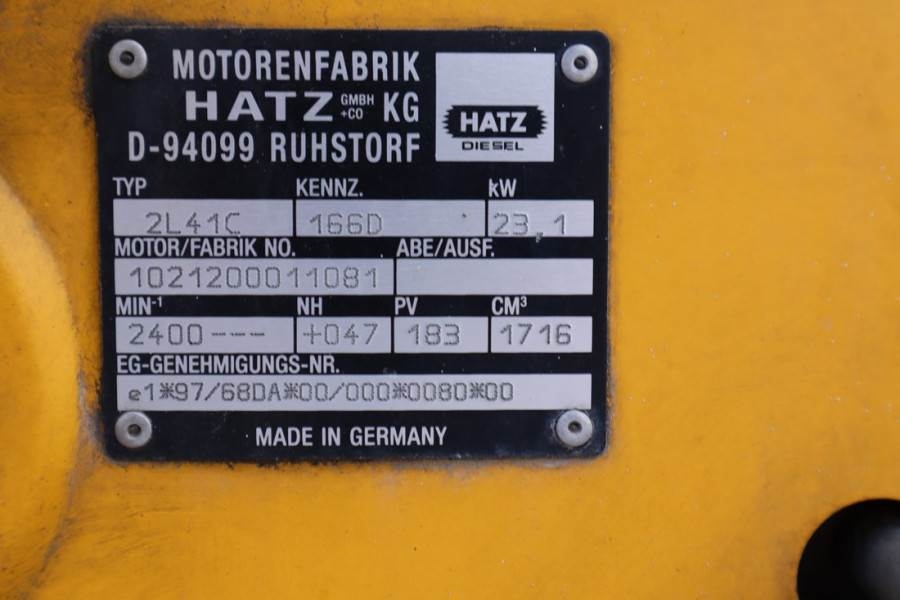 MOTORENFABRIK
HATZ GMBH +CO KG
D-94099 RUHSTORF
HATZ
DIESEL
TYP KENNZ. kW
2L41C 166D 23,1
MOTOR/FABRIK NO. ABE/AUSF.
1021200011081
MIN-¹ NH PV CM³
2400--- +047 183 1716
EG-GENEHMIGUNGS-NR.
e1*97/68DA*00/000*0080*00
MADE IN GERMANY